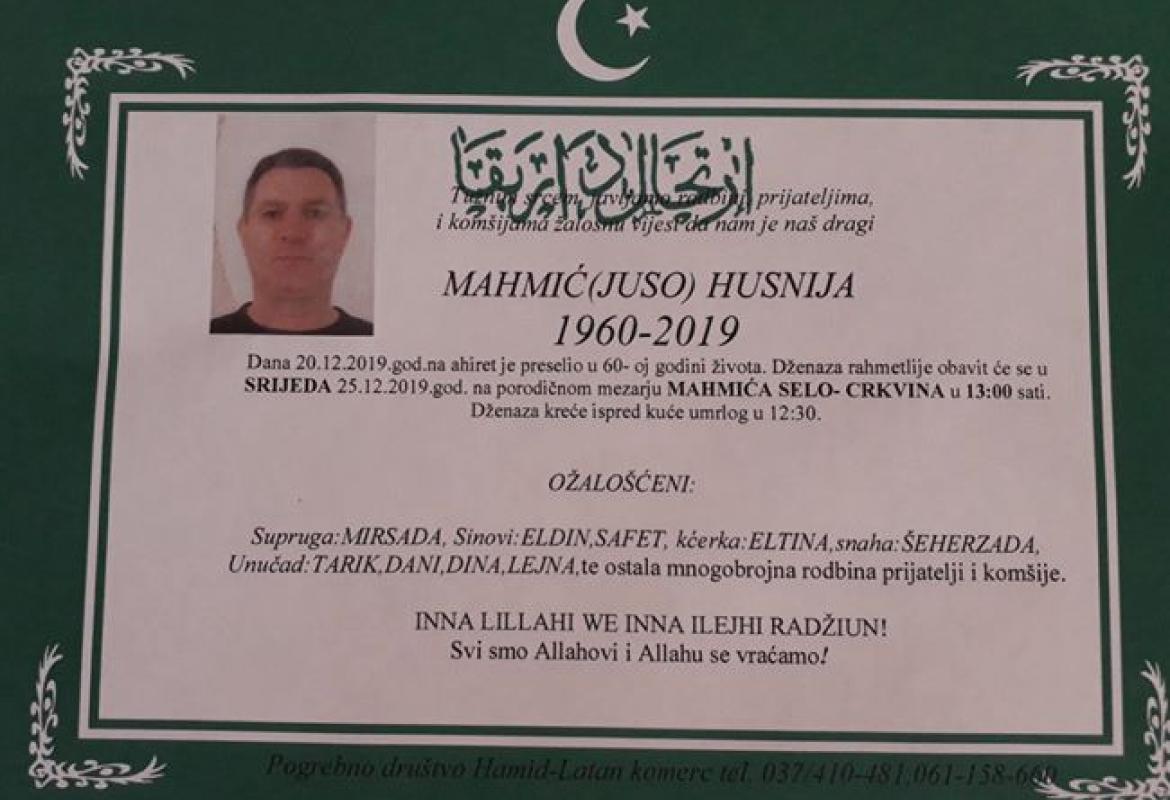 ارتحال دار بقا
Tužnim srcem javljamo rodbini, prijateljima,
i komšijama žalosnu vijest da nam je naš dragi
MAHMIĆ(JUSO) HUSNIJA
1960-2019
Dana 20.12.2019.god.na ahiret je preselio u 60- oj godini života. Dženaza rahmetlije obavit će se u
SRIJEDA 25.12.2019.god. na porodičnom mezarju MAHMIĆA SELO- CRKVINA u 13:00 sati.
Dženaza kreće ispred kuće umrlog u 12:30.
OŽALOŠĆENI:
Supruga:MIRSADA, Sinovi:ELDIN,SAFET, kćerka:ELTINA,snaha:ŠEHERZADA,
Unučad:TARIK,DANI,DINA,LEJNA,te ostala mnogobrojna rodbina prijatelji i komšije.
INNA LILLAHI WE INNA ILEJHI RADŽIUN!
Svi smo Allahovi i Allahu se vraćamo!
Pogrebno društvo Hamid-Latan komerc tel. 037/410-481,061-158-660